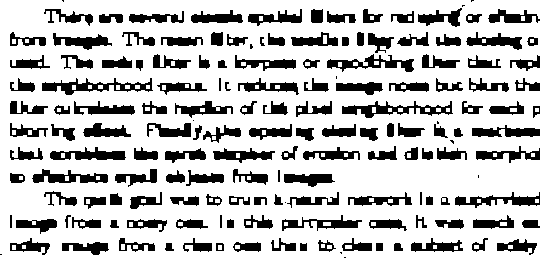 There are several classic spatial filters for reducing or eliminating
from images. The mean filter, the median filter and the closing o
used. The mean filter is a lowpass or smoothing filter that repl
the neighborhood It reduces the image noise but blurs the
filter calculates the median of the pixel neighborhood for each p
blurring effect. Finally, the opening closing filter is a mathem
that combines the same number of erosion and dilation morphol
to eliminate small objects from images.
The main goal was to train a neural network in a supervised
image from a noisy one. In this particular case, it was much ea
noisy image from a clean one than to clean a subset of noisy